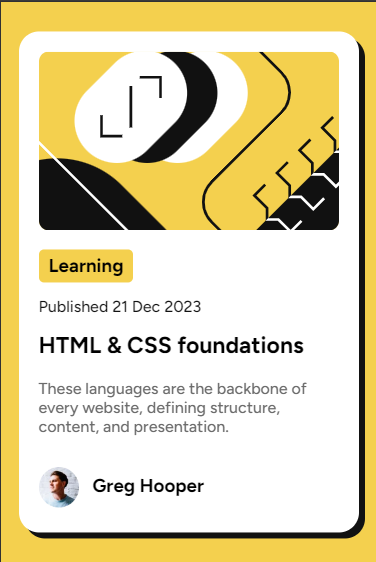 Learning
Published 21 Dec 2023
HTML & CSS foundations
These languages are the backbone of
every website, defining structure,
content, and presentation.
Greg Hooper